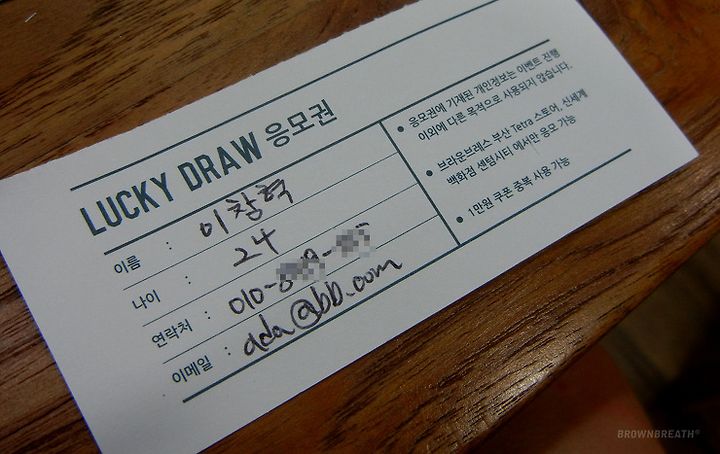 LUCKY DRAW 응모권
이름 : 이창혁
나이 : 24
연락처 : 010-
이메일 : ada@bb.com
• 응모권에 기재된 개인정보는 이벤트 진행
이외에 다른 목적으로 사용되지 않습니다.
• 브라운브레스 부산 Tetra 스토어, 신세계
백화점 센텀시티 에서만 응모 가능
• 1만원 쿠폰 중복 사용 가능
BROWNBREATH®